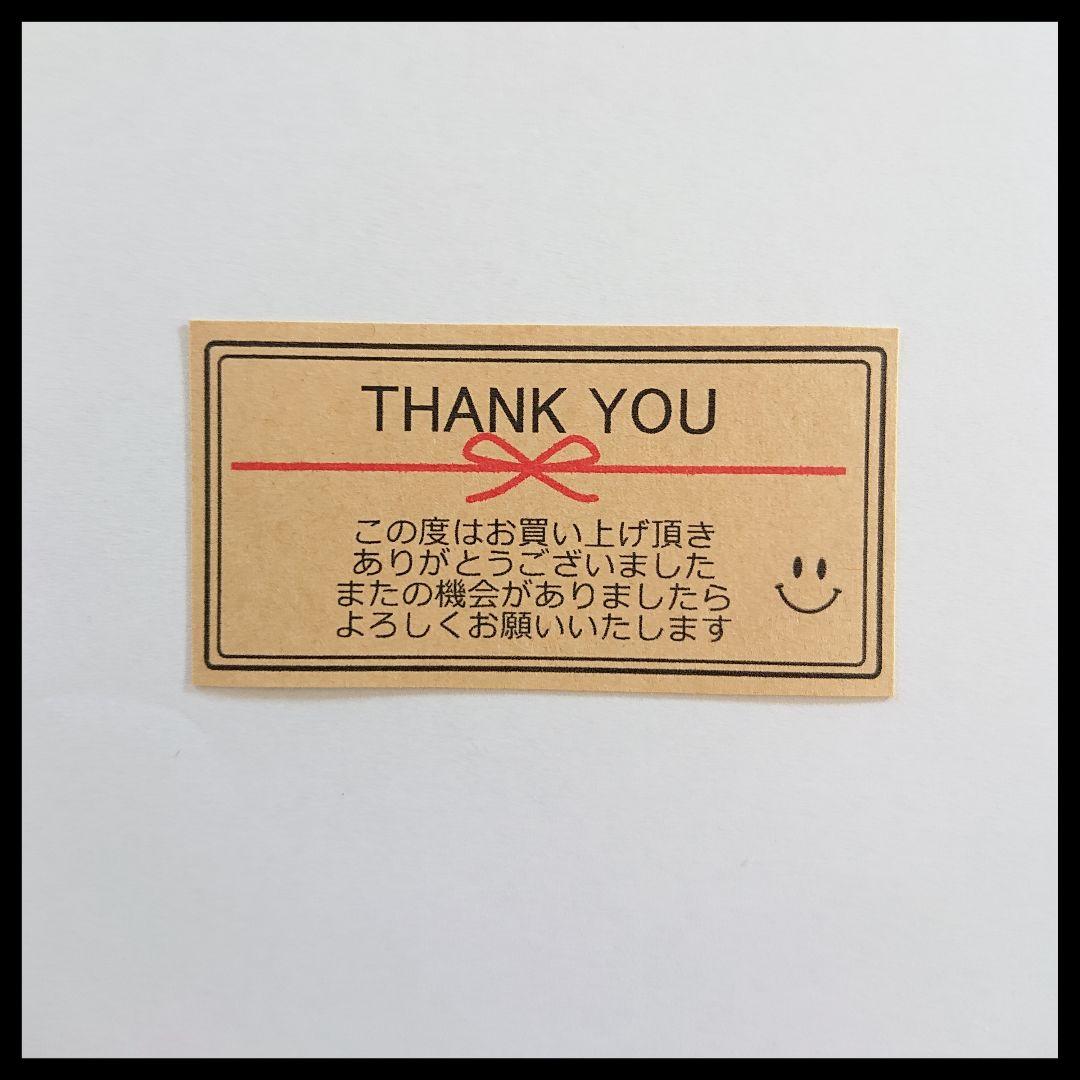 THANK YOU
この度はお買い上げ頂き
ありがとうございました
またの機会がありましたら
よろしくお願いいたします